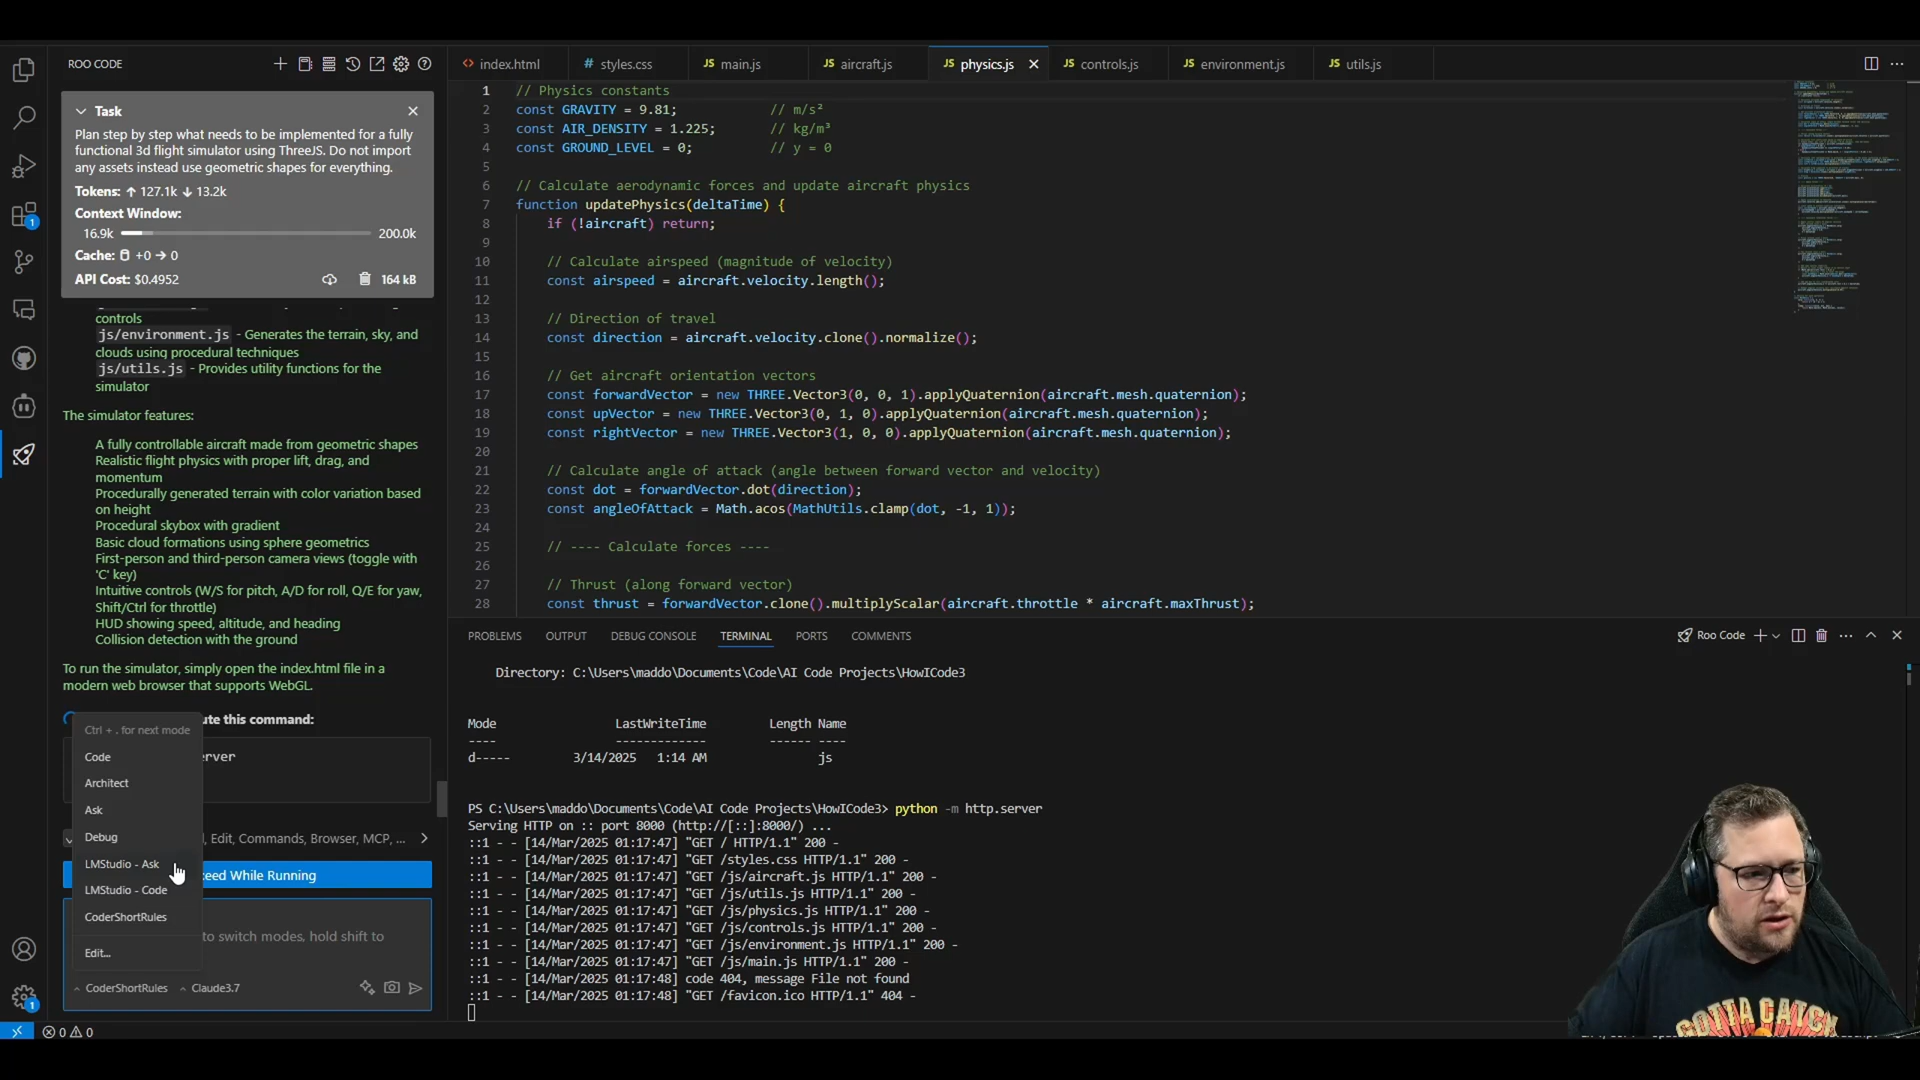 ROO CODE
Task
Plan step by step what needs to be implemented for a fully
functional 3d flight simulator using ThreeJS. Do not import
any assets instead use geometric shapes for everything.
Tokens: ↑ 127.1k ↓ 13.2k
Context Window:
16.9k 200.0k
Cache: +0 → 0
API Cost: $0.4952 164 kB
controls
js/environment.js - Generates the terrain, sky, and
clouds using procedural techniques
js/utils.js - Provides utility functions for the
simulator
The simulator features:
A fully controllable aircraft made from geometric shapes
Realistic flight physics with proper lift, drag, and
momentum
Procedurally generated terrain with color variation based
on height
Procedural skybox with gradient
Basic cloud formations using sphere geometries
First-person and third-person camera views (toggle with
'C' key)
Intuitive controls (W/S for pitch, A/D for roll, Q/E for yaw,
Shift/Ctrl for throttle)
HUD showing speed, altitude, and heading
Collision detection with the ground
To run the simulator, simply open the index.html file in a
modern web browser that supports WebGL.
ute this command:
erver
Ctrl + . for next mode
Code
Architect
Ask
Debug
LMStudio - Ask
LMStudio - Code
CoderShortRules
Edit...
, Edit, Commands, Browser, MCP, ...
ceed While Running
to switch modes, hold shift to
CoderShortRules Claude3.7
1
1
0 0
index.html
# styles.css
JS main.js
JS aircraft.js
JS physics.js
JS controls.js
JS environment.js
JS utils.js
1 // Physics constants
2 const GRAVITY = 9.81; // m/s²
3 const AIR_DENSITY = 1.225; // kg/m³
4 const GROUND_LEVEL = 0; // y = 0
5
6 // Calculate aerodynamic forces and update aircraft physics
7 function updatePhysics(deltaTime) {
8 if (!aircraft) return;
9
10 // Calculate airspeed (magnitude of velocity)
11 const airspeed = aircraft.velocity.length();
12
13 // Direction of travel
14 const direction = aircraft.velocity.clone().normalize();
15
16 // Get aircraft orientation vectors
17 const forwardVector = new THREE.Vector3(0, 0, 1).applyQuaternion(aircraft.mesh.quaternion);
18 const upVector = new THREE.Vector3(0, 1, 0).applyQuaternion(aircraft.mesh.quaternion);
19 const rightVector = new THREE.Vector3(1, 0, 0).applyQuaternion(aircraft.mesh.quaternion);
20
21 // Calculate angle of attack (angle between forward vector and velocity)
22 const dot = forwardVector.dot(direction);
23 const angleOfAttack = Math.acos(MathUtils.clamp(dot, -1, 1));
24
25 // ---- Calculate forces ----
26
27 // Thrust (along forward vector)
28 const thrust = forwardVector.clone().multiplyScalar(aircraft.throttle * aircraft.maxThrust);
PROBLEMS OUTPUT DEBUG CONSOLE TERMINAL PORTS COMMENTS
Roo Code
Directory: C:\Users\maddo\Documents\Code\AI Code Projects\HowICode3
Mode LastWriteTime Length Name
---- ------------- ------ ----
d----- 3/14/2025 1:14 AM js
PS C:\Users\maddo\Documents\Code\AI Code Projects\HowICode3> python -m http.server
Serving HTTP on :: port 8000 (http://[::]:8000/) ...
::1 - - [14/Mar/2025 01:17:47] "GET / HTTP/1.1" 200 -
::1 - - [14/Mar/2025 01:17:47] "GET /styles.css HTTP/1.1" 200 -
::1 - - [14/Mar/2025 01:17:47] "GET /js/aircraft.js HTTP/1.1" 200 -
::1 - - [14/Mar/2025 01:17:47] "GET /js/utils.js HTTP/1.1" 200 -
::1 - - [14/Mar/2025 01:17:47] "GET /js/physics.js HTTP/1.1" 200 -
::1 - - [14/Mar/2025 01:17:47] "GET /js/controls.js HTTP/1.1" 200 -
::1 - - [14/Mar/2025 01:17:47] "GET /js/environment.js HTTP/1.1" 200 -
::1 - - [14/Mar/2025 01:17:47] "GET /js/main.js HTTP/1.1" 200 -
::1 - - [14/Mar/2025 01:17:48] code 404, message File not found
::1 - - [14/Mar/2025 01:17:48] "GET /favicon.ico HTTP/1.1" 404 -
GOTTA CATCH